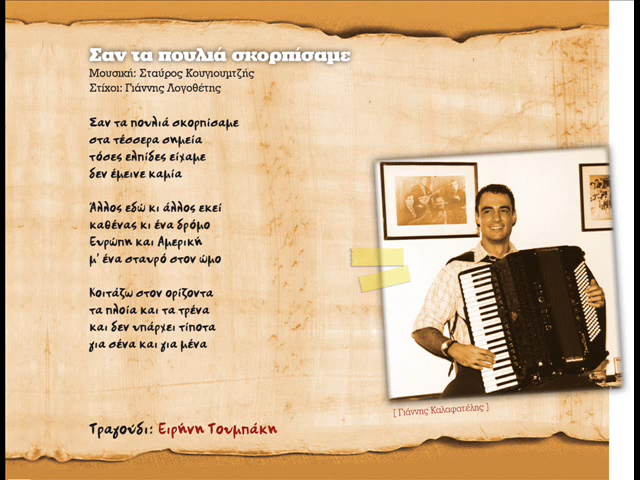 Σαν τα πουλιά σκορπίσαμε
Μουσική: Σταύρος Κουγιουμτζής
Στίχοι: Γιάννης Λογοθέτης
Σαν τα πουλιά σκορπίσαμε
στα τέσσερα σημεία
τόσες ελπίδες είχαμε
δεν έμεινε καμία
Άλλος εδώ κι άλλος εκεί
καθένας κι ένα δρόμο
Ευρώπη και Αμερική
μ' ένα σταυρό στον ώμο
Κοιτάζω στον ορίζοντα
τα πλοία και τα τρένα
και δεν υπάρχει τίποτα
για σένα και για μένα
[ Γιάννης Καλαφατέλης ]
Τραγούδι: Ειρήνη Τουμπάκη